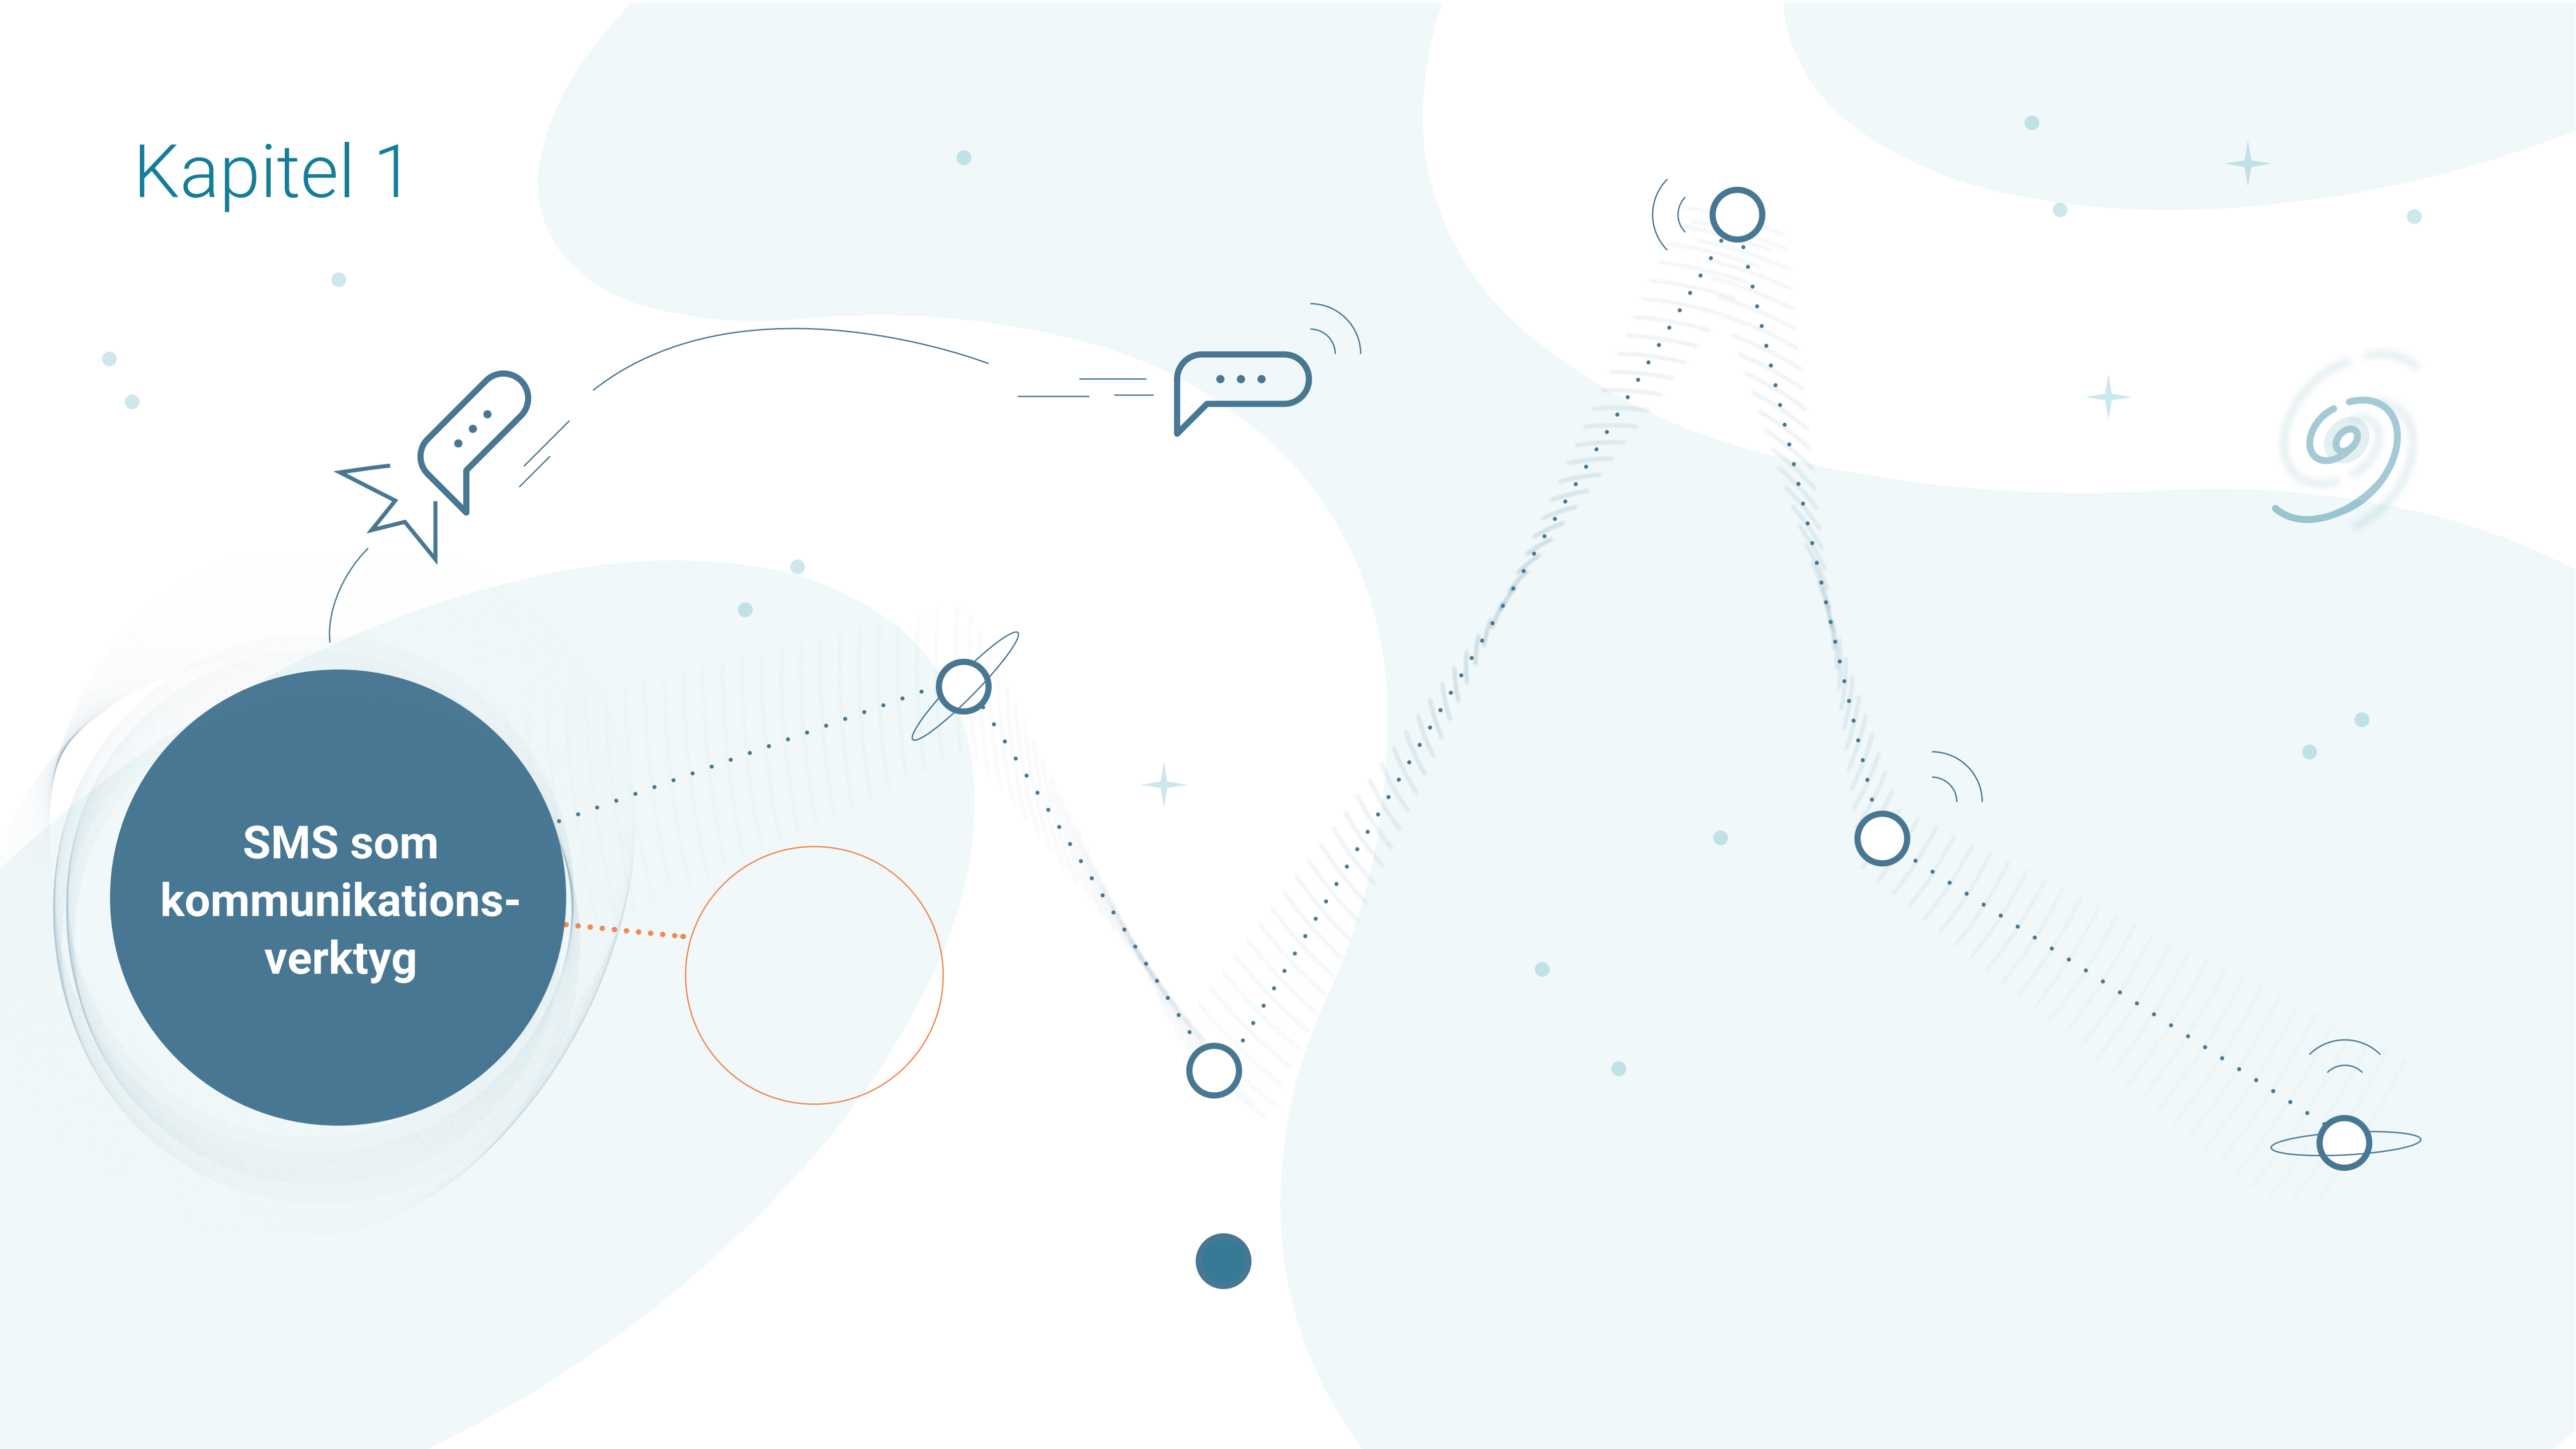 Kapitel 1
SMS som
kommunikations-
verktyg